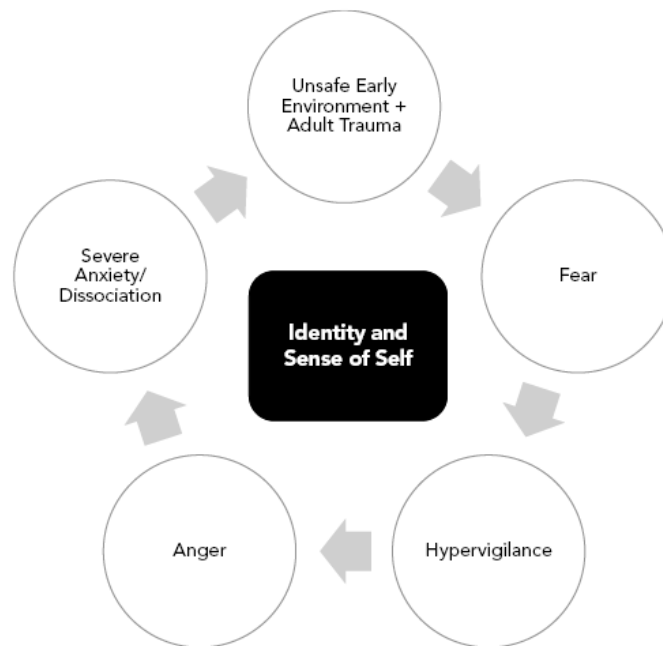 Unsafe Early
Environment +
Adult Trauma
Fear
Hypervigilance
Anger
Severe
Anxiety/
Dissociation
Identity and
Sense of Self